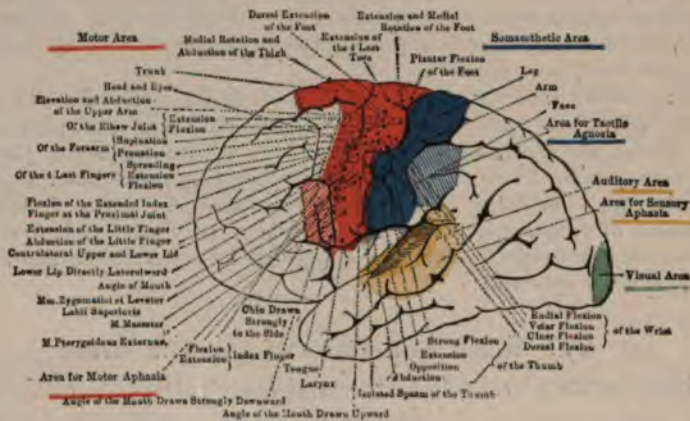 Motor Area
Dorsal Extension
of the Foot
Medial Rotation and
Abduction of the Thigh
Extension of
the 4 Last
Toes
Extension and Medial
Rotation of the Foot
Plantar Flexion
of the Foot
Somæsthetic Area
Trunk
Head and Eyes
Elevation and Abduction
of the Upper Arm
Of the Elbow Joint { Extension
Flexion
Of the Forearm { Supination
Pronation
Of the 4 Last Fingers { Spreading
Extension
Flexion
Flexion of the Extended Index
Finger at the Proximal Joint
Extension of the Little Finger
Abduction of the Little Finger
Contralateral Upper and Lower Lid
Lower Lip Directly Lateralward
Angle of Mouth
Mm. Zygomatici et Levator
Labii Superioris
M. Masseter
M. Pterygoideus Externus
Area for Motor Aphasia
Leg
Arm
Face
Area for Tactile
Agnosia
Auditory Area
Area for Sensory
Aphasia
Visual Area
Radial Flexion
Volar Flexion
Ulnar Flexion
Dorsal Flexion
} of the Wrist
Chin Drawn
Strongly
to the Side
Flexion
Extension } Index Finger
Tongue
Larynx
Strong Flexion
Extension
Opposition
Abduction
} of the Thumb
Isolated Spasm of the Thumb
Angle of the Mouth Drawn Strongly Downward
Angle of the Mouth Drawn Upward